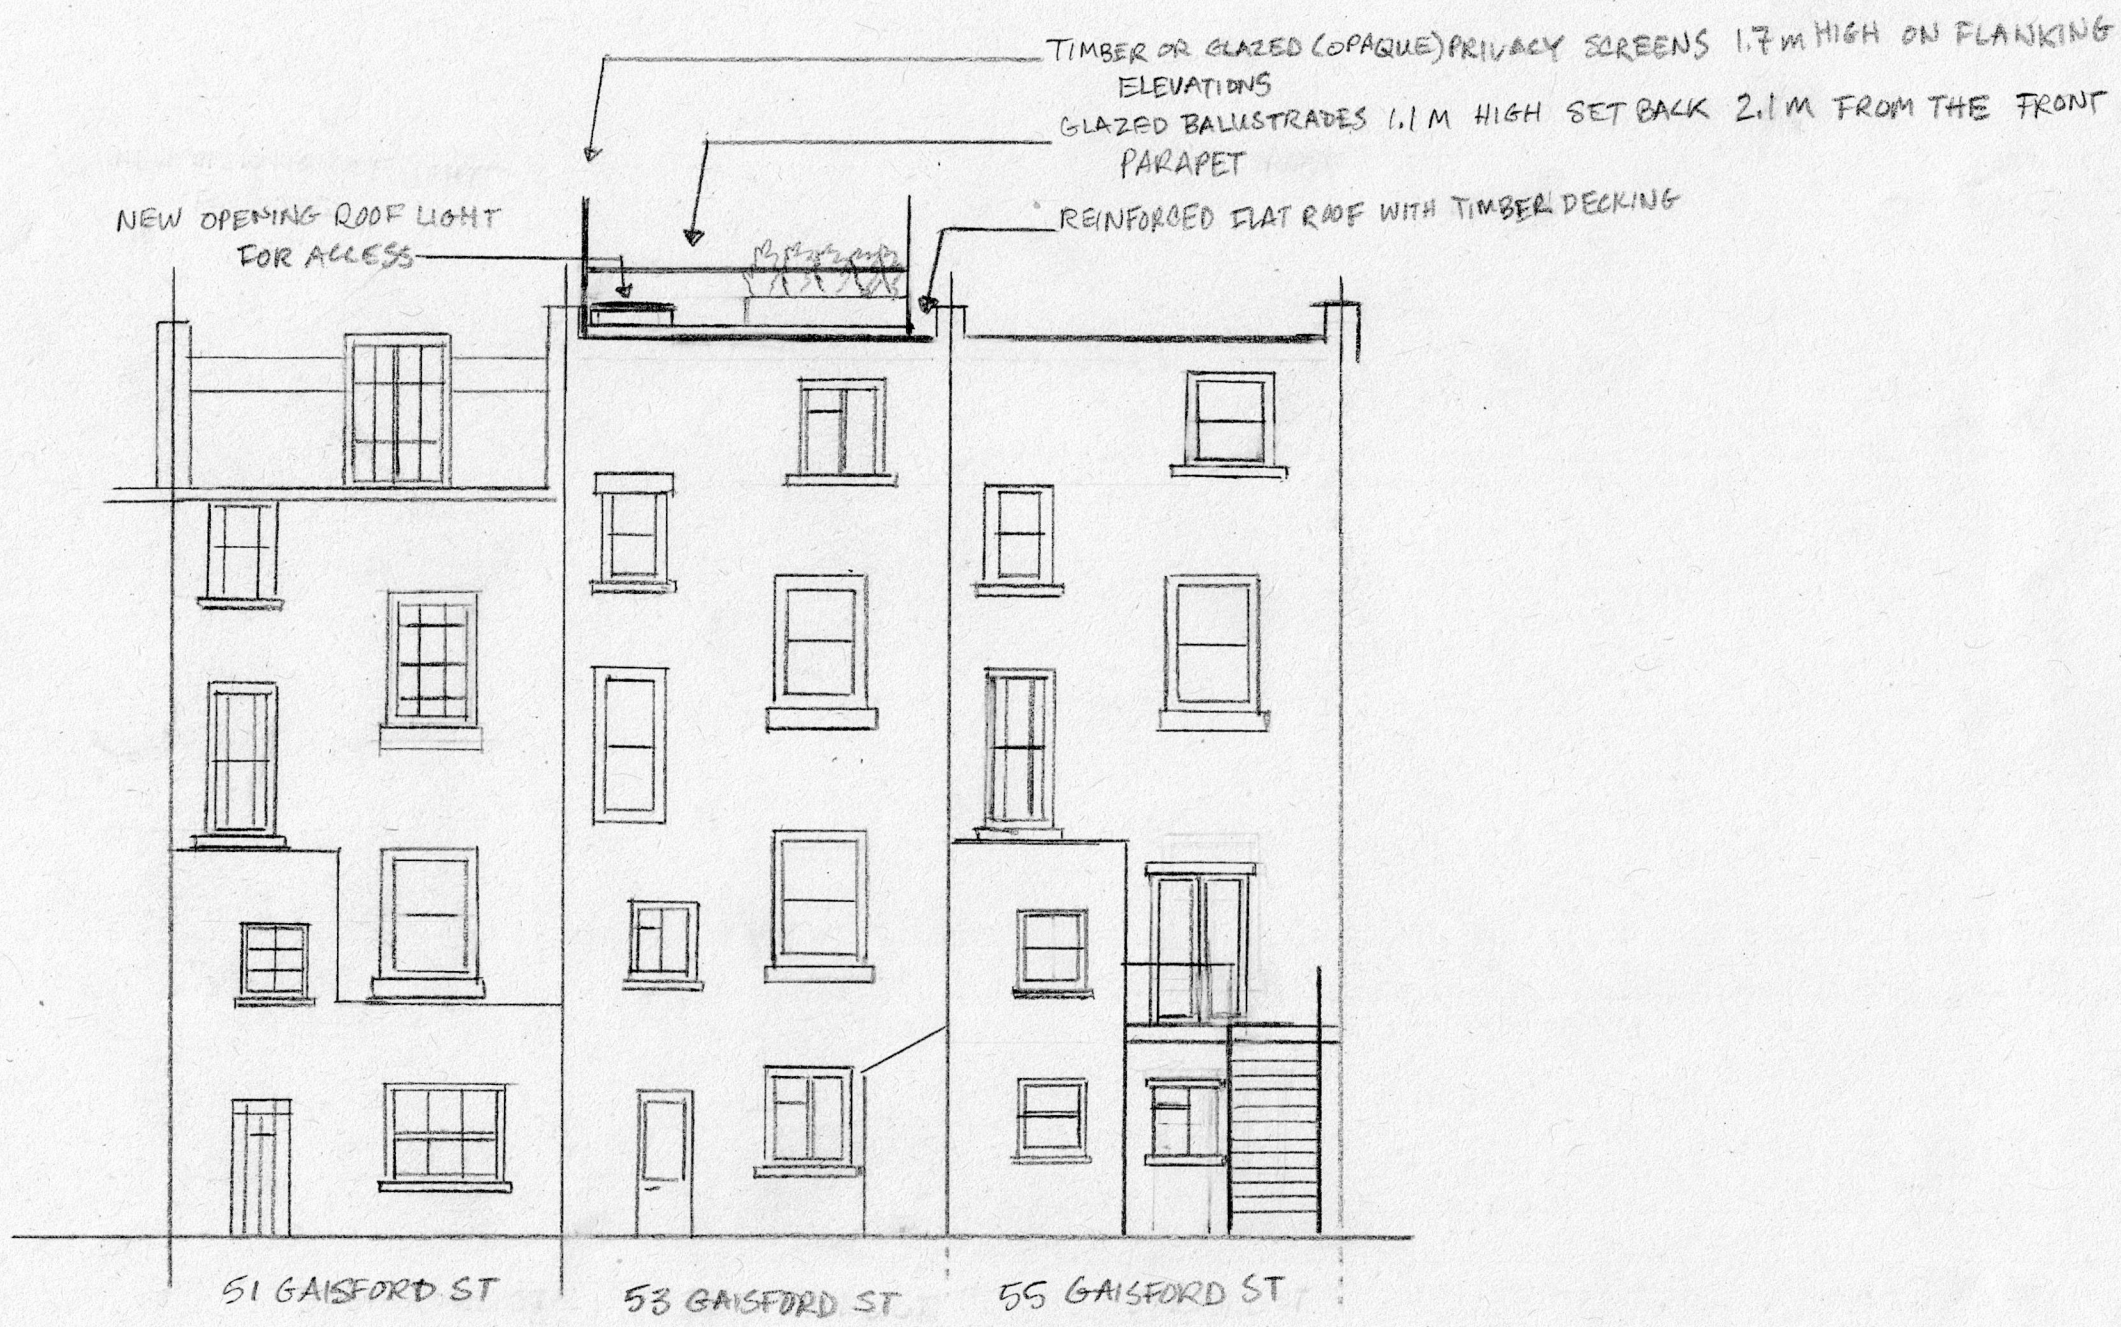 TIMBER OR GLAZED (OPAQUE) PRIVACY SCREENS 1.7m HIGH ON FLANKING
ELEVATIONS
GLAZED BALUSTRADES 1.1M HIGH SET BACK 2.1M FROM THE FRONT
PARAPET
REINFORCED FLAT ROOF WITH TIMBER DECKING
NEW OPENING ROOF LIGHT
FOR ACCESS
51 GAISFORD ST
53 GAISFORD ST
55 GAISFORD ST